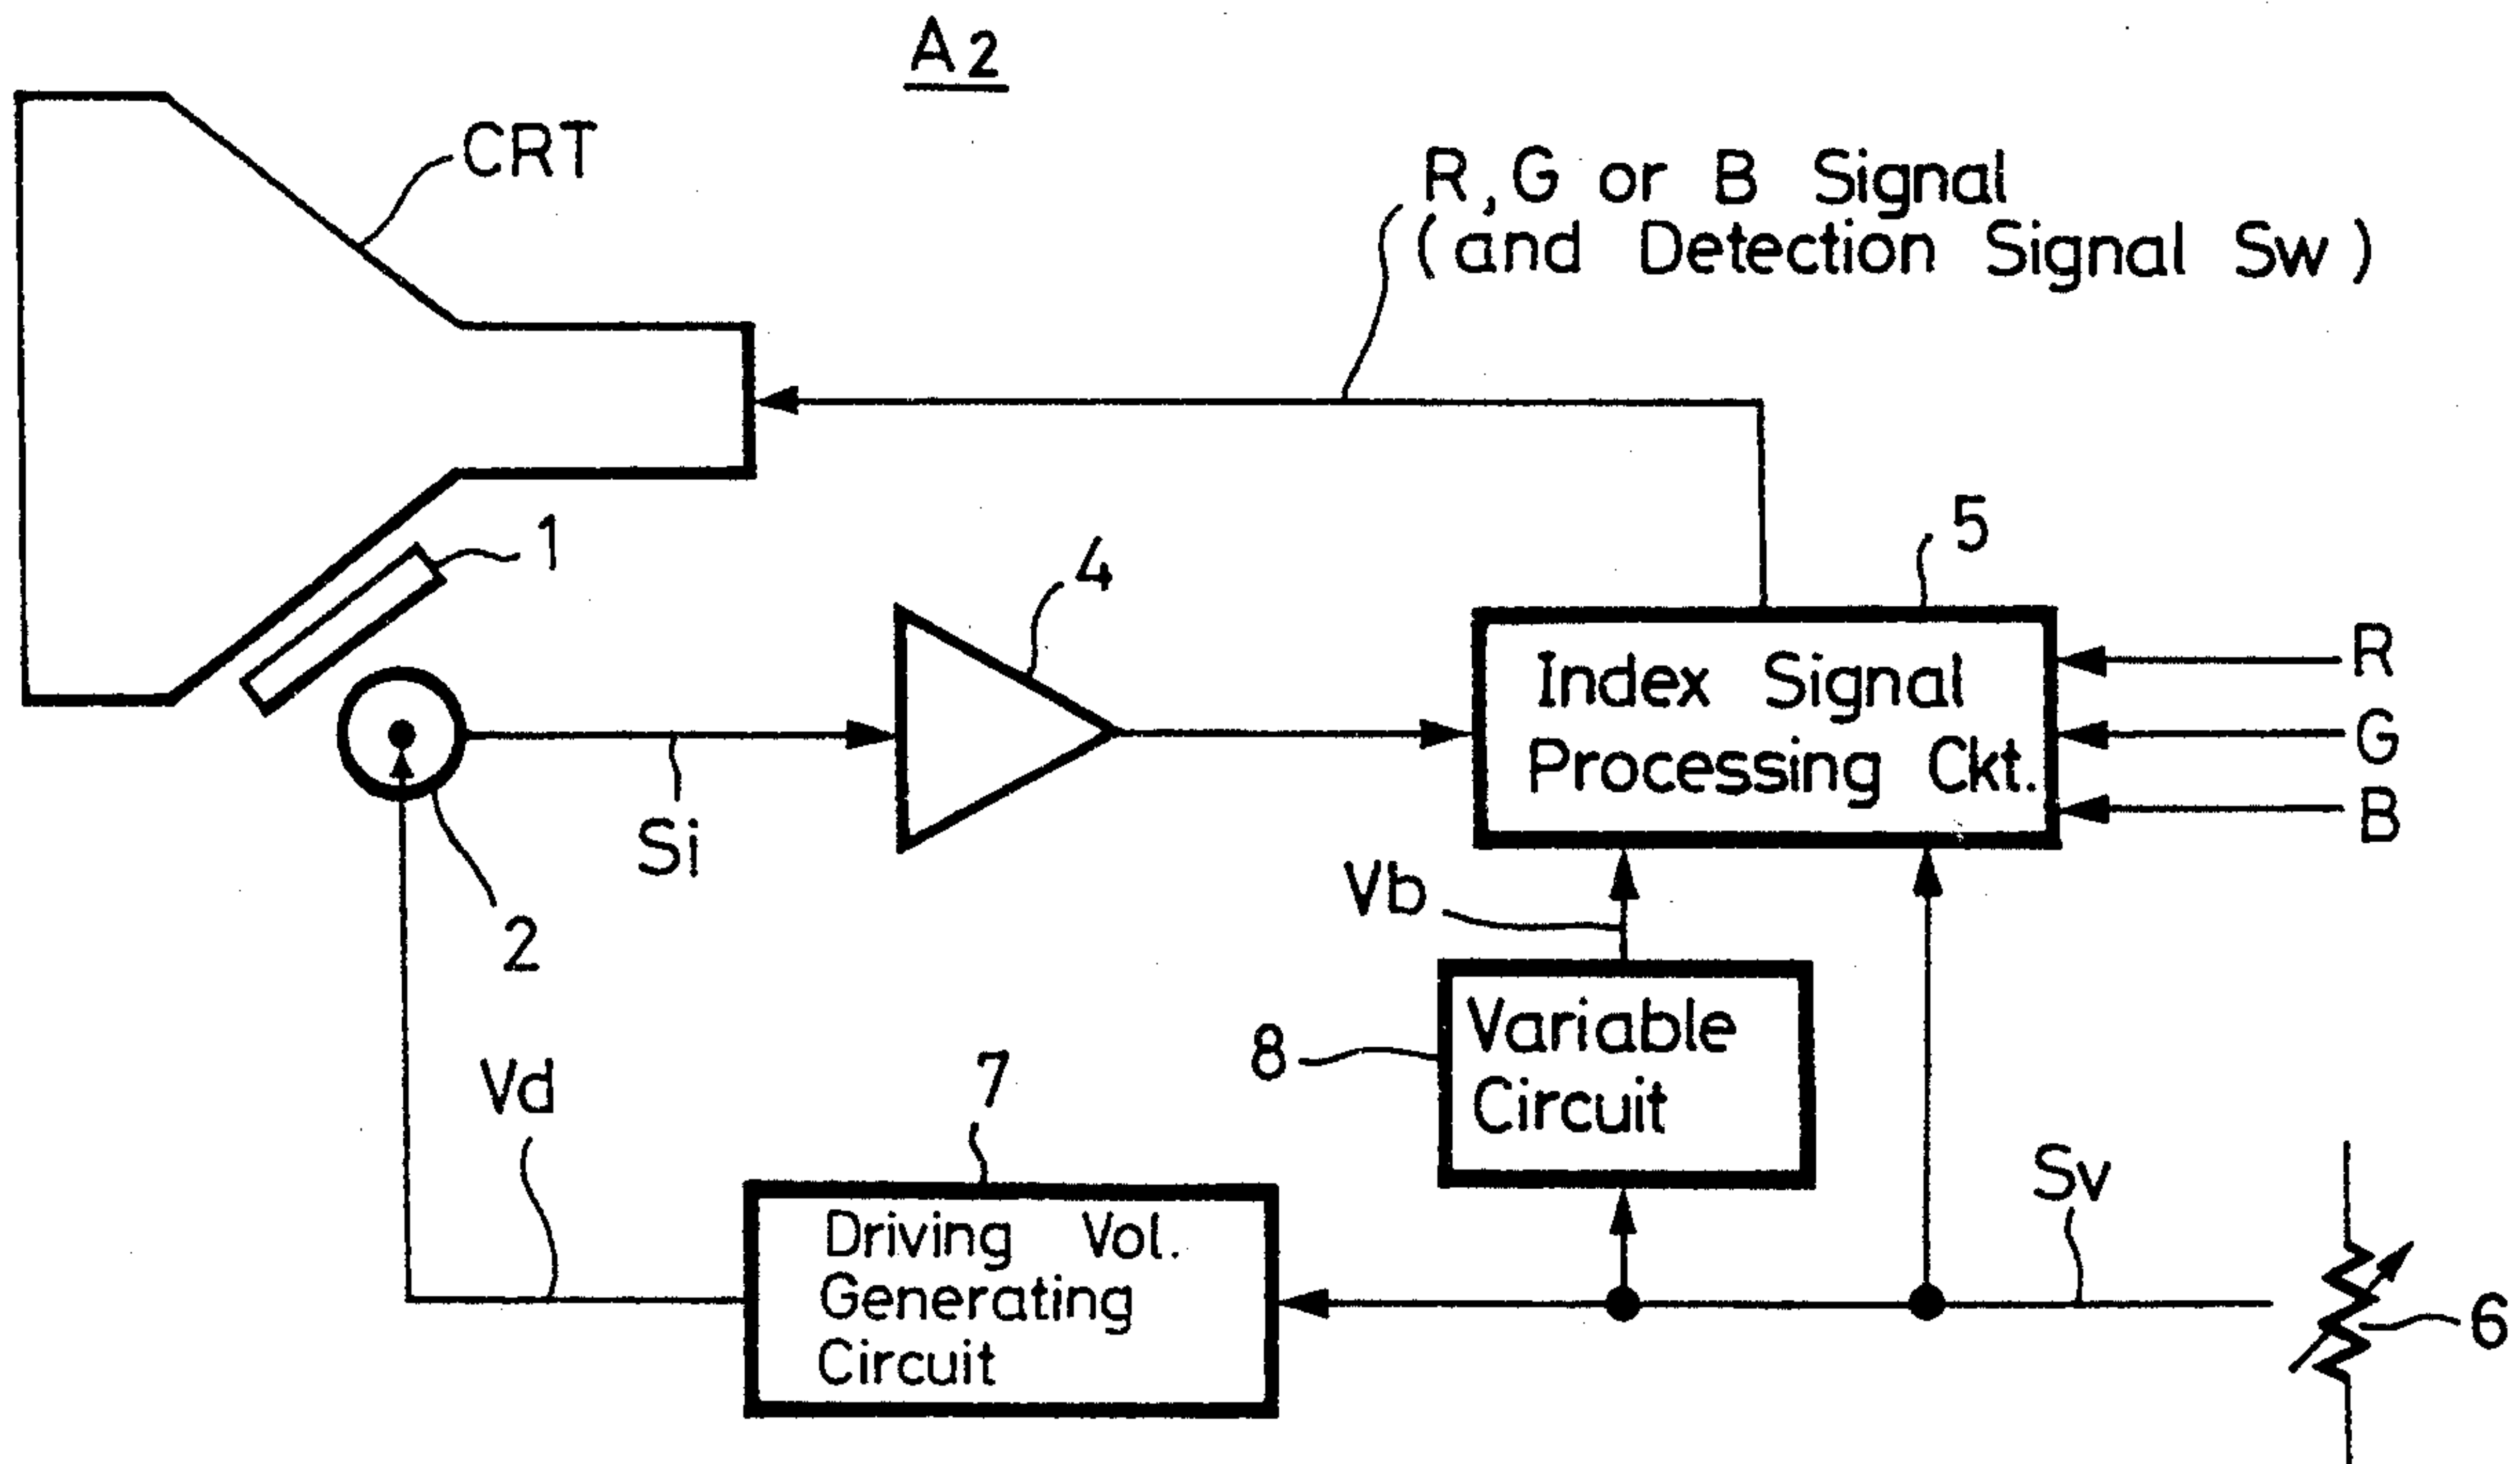 A2
CRT
R,G or B Signal
(and Detection Signal Sw)
1
4
5
Index Signal
Processing Ckt.
R
G
B
Si
2
Vb
Variable
Circuit
8
Vd
7
Driving Vol.
Generating
Circuit
Sv
6